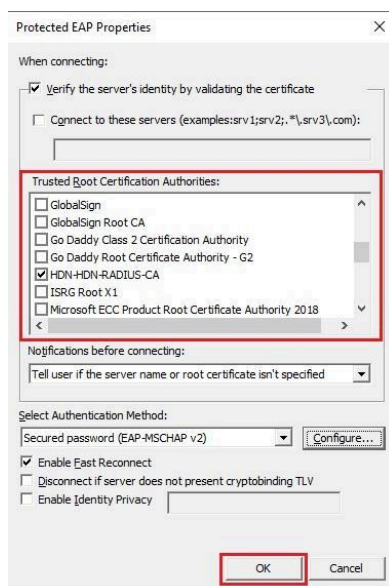 Protected EAP Properties
When connecting:
Verify the server's identity by validating the certificate
Connect to these servers (examples:srv1;srv2;.*\.srv3\.com):
Trusted Root Certification Authorities:
GlobalSign
GlobalSign Root CA
Go Daddy Class 2 Certification Authority
Go Daddy Root Certificate Authority - G2
HDN-HDN-RADIUS-CA
ISRG Root X1
Microsoft ECC Product Root Certificate Authority 2018
Notifications before connecting:
Tell user if the server name or root certificate isn't specified
Select Authentication Method:
Secured password (EAP-MSCHAP v2) Configure...
Enable Fast Reconnect
Disconnect if server does not present cryptobinding TLV
Enable Identity Privacy
OK Cancel